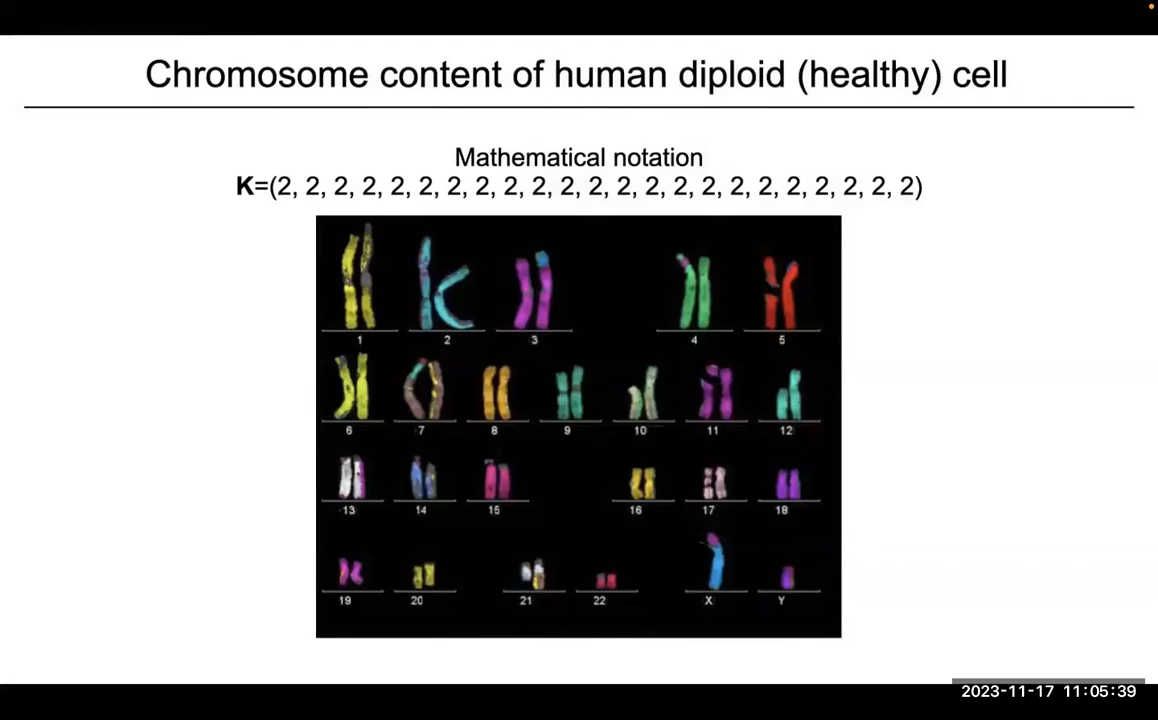 Chromosome content of human diploid (healthy) cell
Mathematical notation
K=(2, 2, 2, 2, 2, 2, 2, 2, 2, 2, 2, 2, 2, 2, 2, 2, 2, 2, 2, 2, 2, 2, 2)
1 2 3 4 5
6 7 8 9 10 11 12
13 14 15 16 17 18
19 20 21 22 X Y
2023-11-17 11:05:39